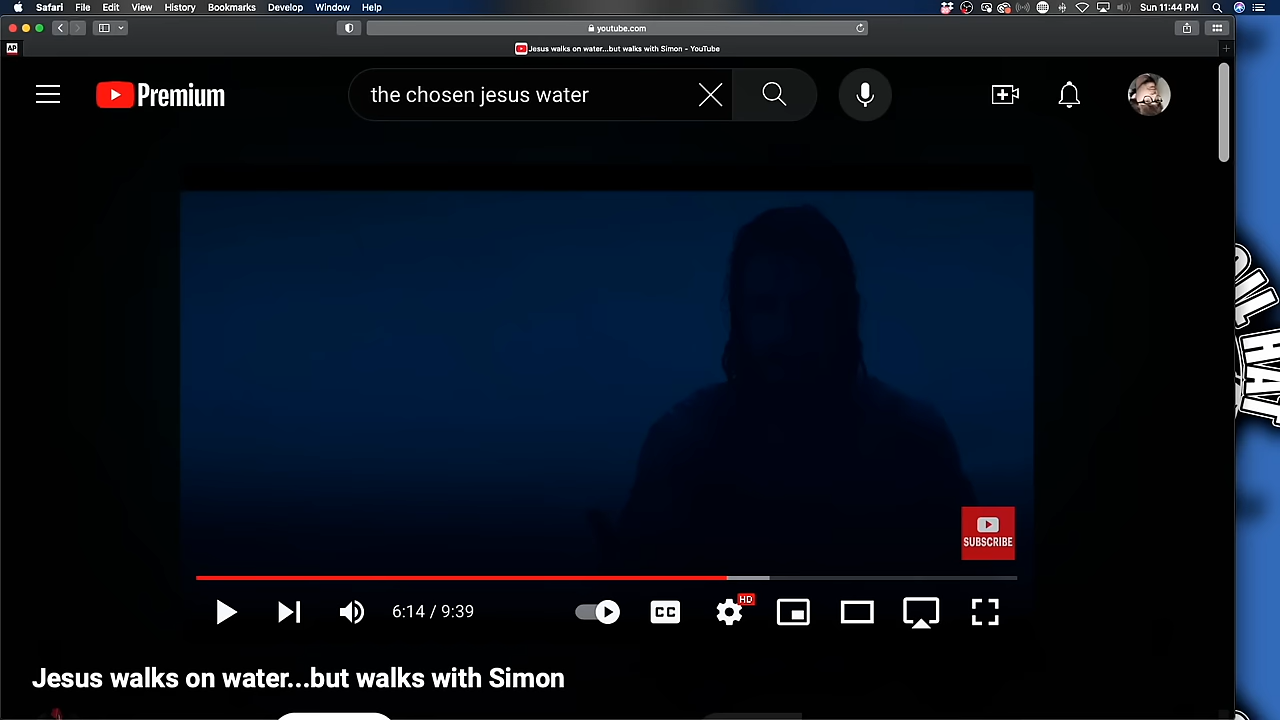 Safari File Edit View History Bookmarks Develop Window Help Sun 11:44 PM
youtube.com
AP Jesus walks on water...but walks with Simon - YouTube
Premium
the chosen jesus water
HAT
SUBSCRIBE
HD
6:14 / 9:39
CC
Jesus walks on water...but walks with Simon